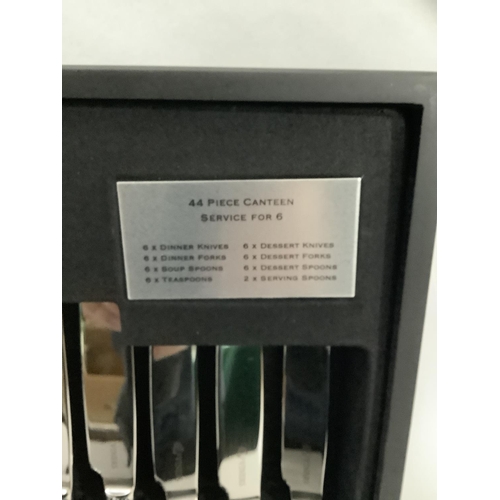 44 Piece Canteen
Service for 6
6 x Dinner Knives
6 x Dinner Forks
6 x Soup Spoons
6 x Teaspoons
6 x Dessert Knives
6 x Dessert Forks
6 x Dessert Spoons
2 x Serving Spoons